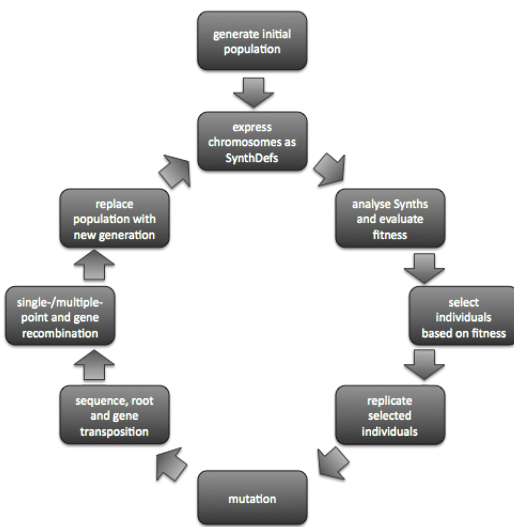 generate initial
population
express
chromosomes as
SynthDefs
analyse Synths
and evaluate
fitness
select
individuals
based on fitness
replicate
selected
individuals
mutation
sequence, root
and gene
transposition
single-/multiple-
point and gene
recombination
replace
population with
new generation